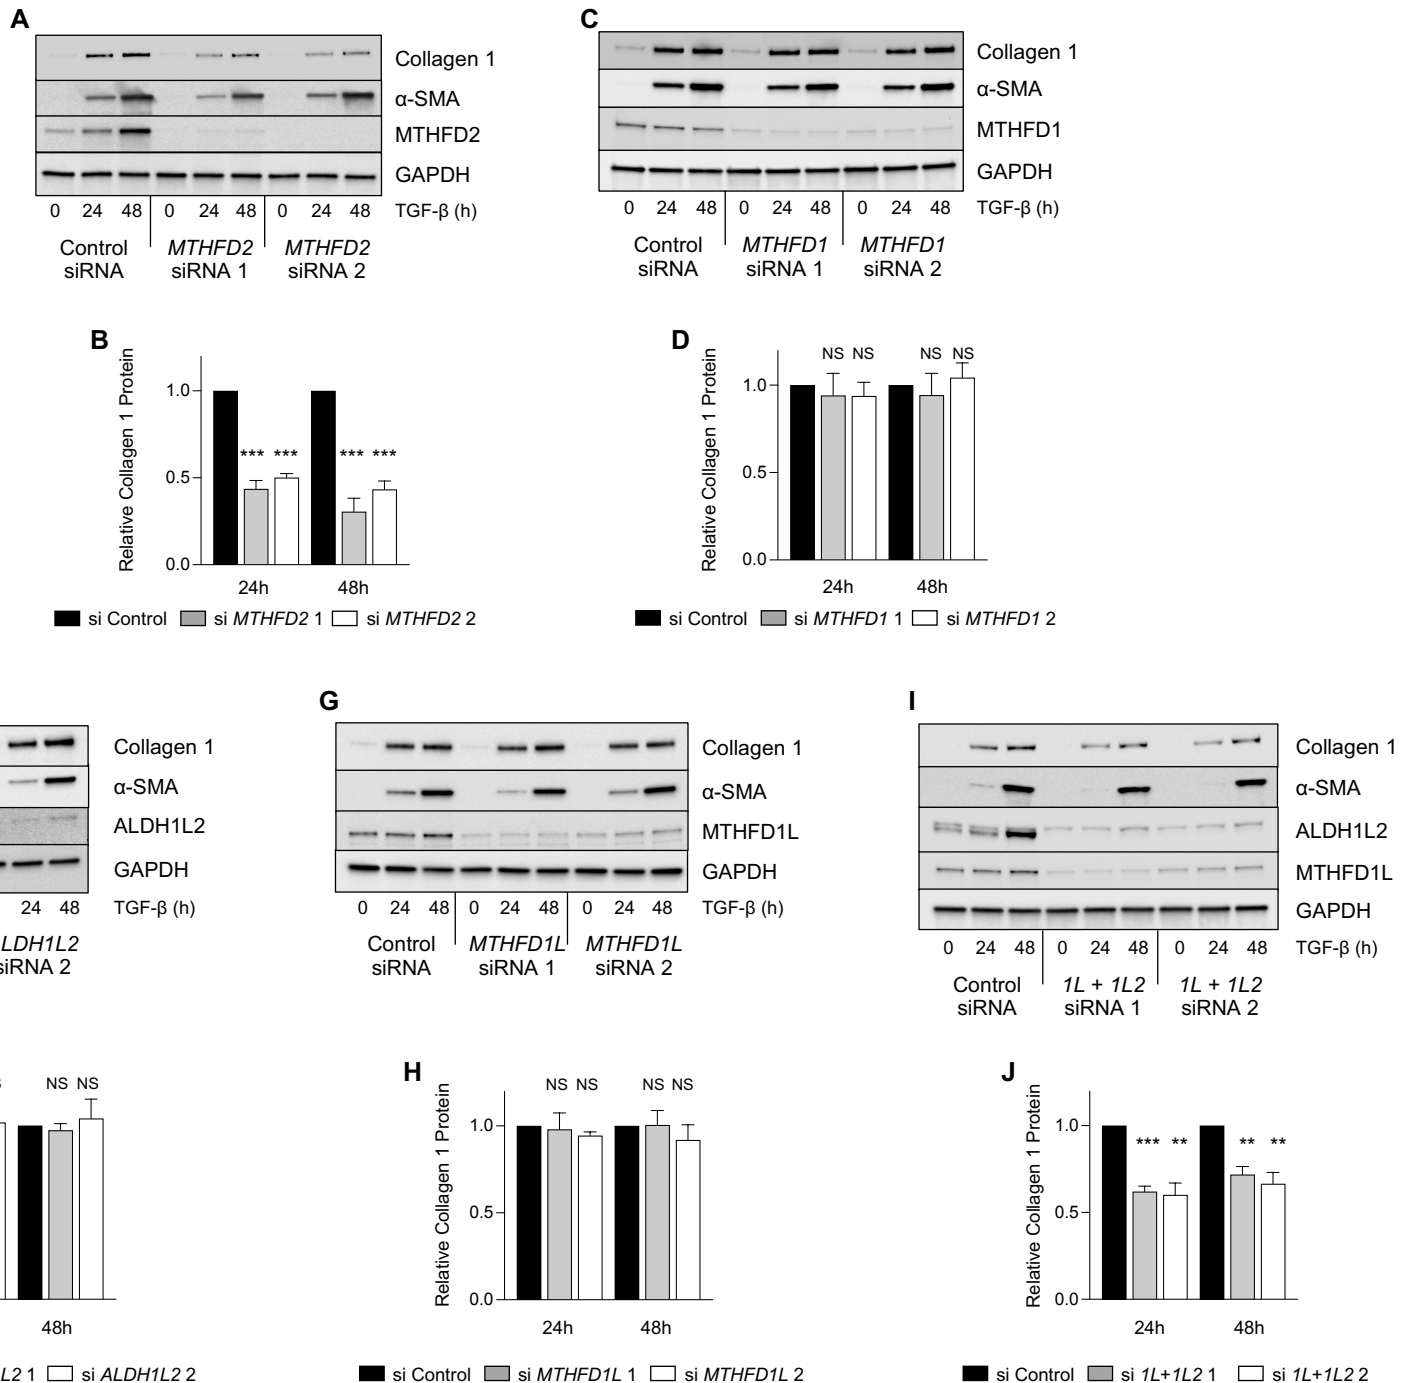 A
Collagen 1
α-SMA
MTHFD2
GAPDH
0 24 48 0 24 48 0 24 48 TGF-β (h)
Control siRNA
MTHFD2 siRNA 1
MTHFD2 siRNA 2
C
Collagen 1
α-SMA
MTHFD1
GAPDH
0 24 48 0 24 48 0 24 48 TGF-β (h)
Control siRNA
MTHFD1 siRNA 1
MTHFD1 siRNA 2
B
Relative Collagen 1 Protein
1.0
*** *** *** ***
0.5
0.0
24h 48h
si Control si MTHFD2 1 si MTHFD2 2
D
Relative Collagen 1 Protein
NS NS NS NS
1.0
0.5
0.0
24h 48h
si Control si MTHFD1 1 si MTHFD1 2
Collagen 1
α-SMA
ALDH1L2
GAPDH
24 48 TGF-β (h)
LDH1L2
siRNA 2
G
Collagen 1
α-SMA
MTHFD1L
GAPDH
0 24 48 0 24 48 0 24 48 TGF-β (h)
Control siRNA
MTHFD1L siRNA 1
MTHFD1L siRNA 2
I
Collagen 1
α-SMA
ALDH1L2
MTHFD1L
GAPDH
0 24 48 0 24 48 0 24 48 TGF-β (h)
Control siRNA
1L + 1L2 siRNA 1
1L + 1L2 siRNA 2
NS NS
48h
L2 1 si ALDH1L2 2
H
Relative Collagen 1 Protein
NS NS NS NS
1.0
0.5
0.0
24h 48h
si Control si MTHFD1L 1 si MTHFD1L 2
J
Relative Collagen 1 Protein
1.0
*** ** ** **
0.5
0.0
24h 48h
si Control si 1L+1L2 1 si 1L+1L2 2